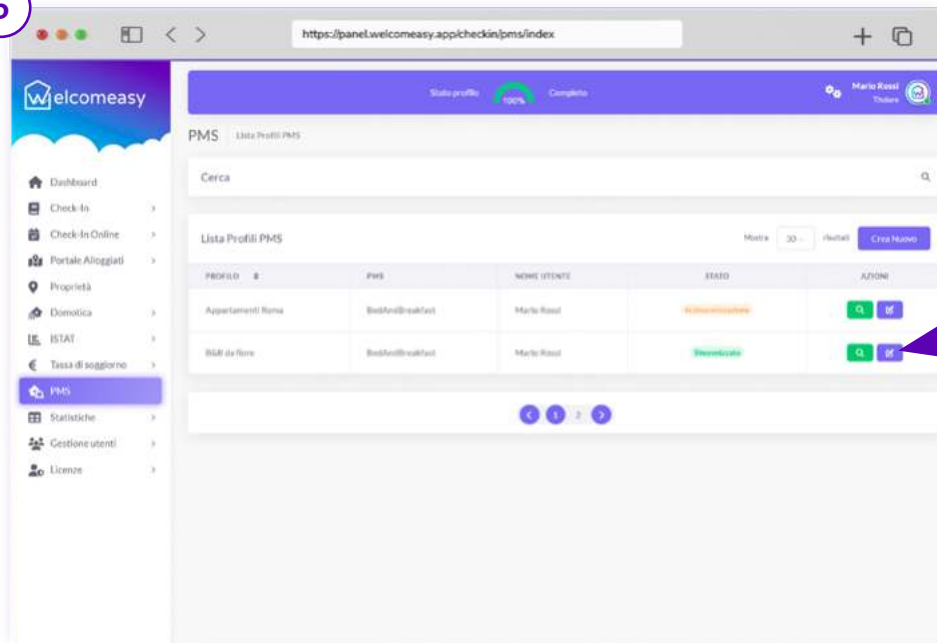 https://panel.welcomeasy.app/checkin/pms/index
Welcomeasy
Stato profilo 100% Completo
Mario Rossi
Titolare
PMS Lista Profili PMS
Dashboard
Check-In
Check-In Online
Portale Alloggiati
Proprietà
Domotica
ISTAT
Tassa di soggiorno
PMS
Statistiche
Gestione utenti
Licenze
Cerca
Lista Profili PMS Mostra 30 risultati Crea Nuovo
PROFILO PMS NOME UTENTE STATO AZIONI
Appartamenti Roma BedAndBreakfast Mario Rossi
B&B da fiore BedAndBreakfast Mario Rossi Sincronizzato
1 2